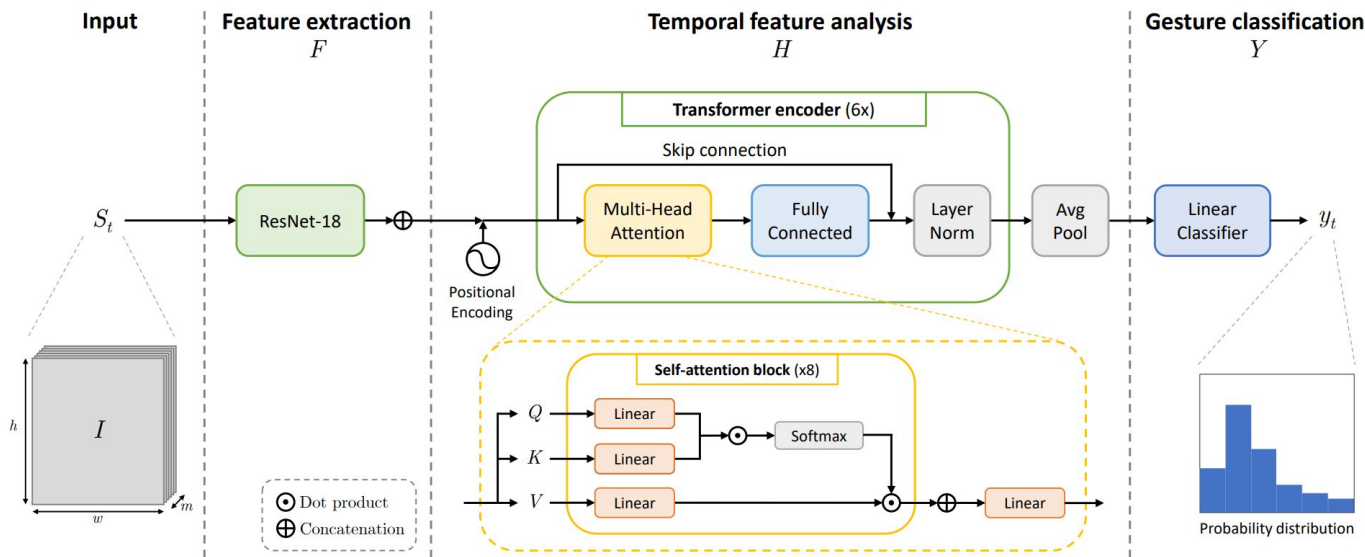 Input
Feature extraction
F
Temporal feature analysis
H
Gesture classification
Y
Transformer encoder (6x)
Skip connection
S_t
ResNet-18
Multi-Head
Attention
Fully
Connected
Layer
Norm
Avg
Pool
Linear
Classifier
y_t
Positional
Encoding
Self-attention block (x8)
h
I
w
m
Q
Linear
Softmax
K
Linear
V
Linear
Linear
Dot product
Concatenation
Probability distribution